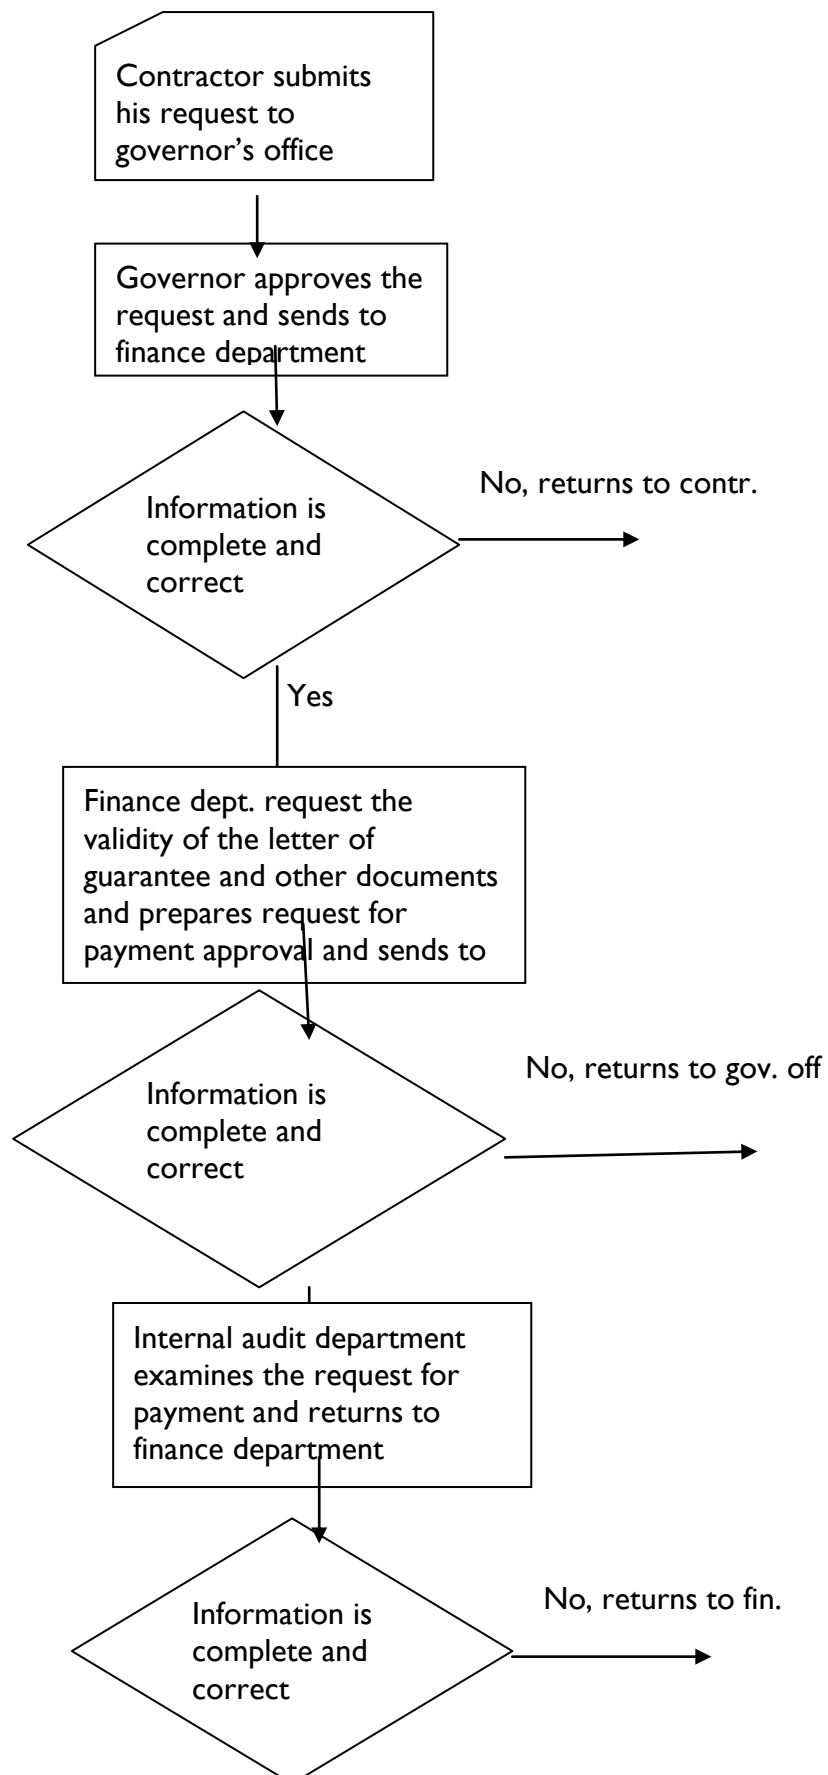 Contractor submits
his request to
governor’s office
Governor approves the
request and sends to
finance department
Information is
complete and
correct
No, returns to contr.
Yes
Finance dept. request the
validity of the letter of
guarantee and other documents
and prepares request for
payment approval and sends to
Information is
complete and
correct
No, returns to gov. off
Internal audit department
examines the request for
payment and returns to
finance department
Information is
complete and
correct
No, returns to fin.